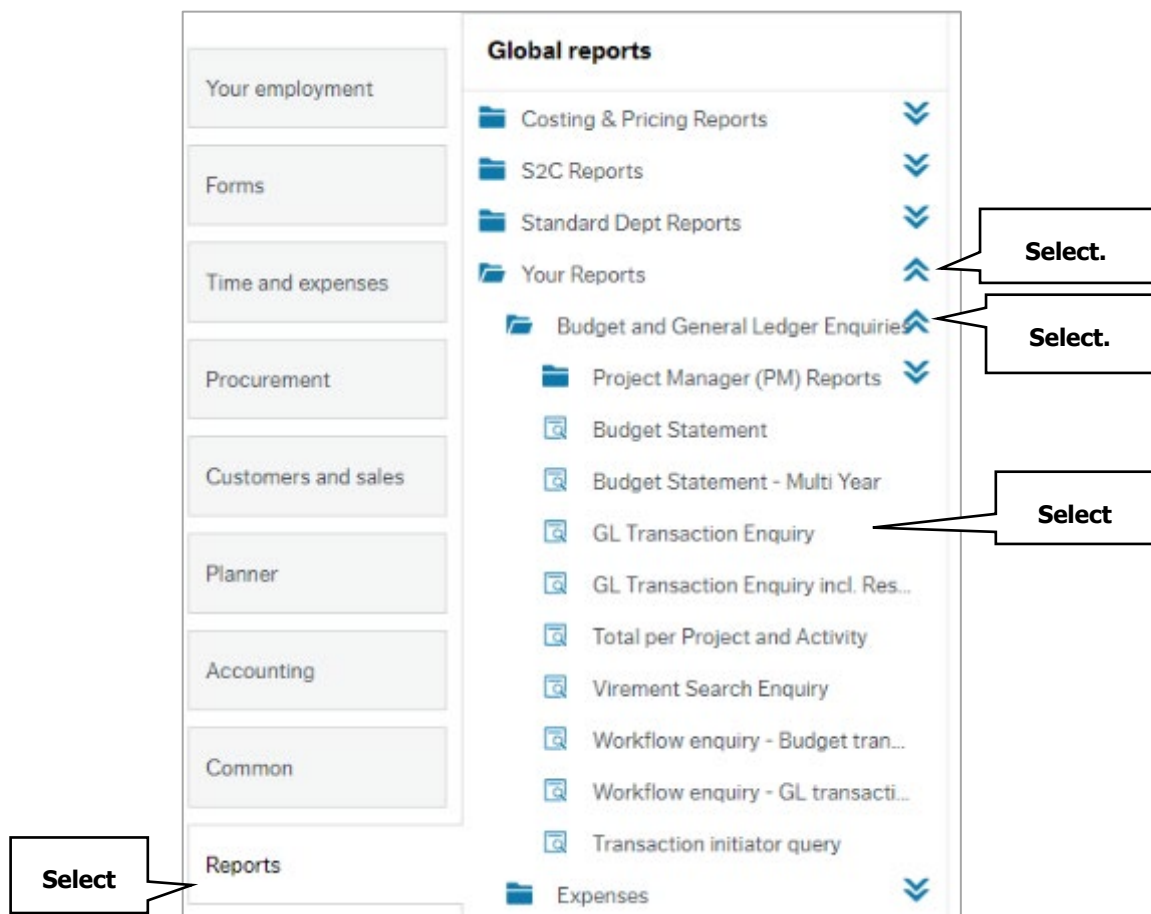 Your employment
Forms
Time and expenses
Procurement
Customers and sales
Planner
Accounting
Common
Reports
Select
Global reports
Costing & Pricing Reports
S2C Reports
Standard Dept Reports
Your Reports
Select.
Budget and General Ledger Enquiries
Select.
Project Manager (PM) Reports
Budget Statement
Budget Statement - Multi Year
GL Transaction Enquiry
Select
GL Transaction Enquiry incl. Res...
Total per Project and Activity
Virement Search Enquiry
Workflow enquiry - Budget tran...
Workflow enquiry - GL transacti...
Transaction initiator query
Expenses